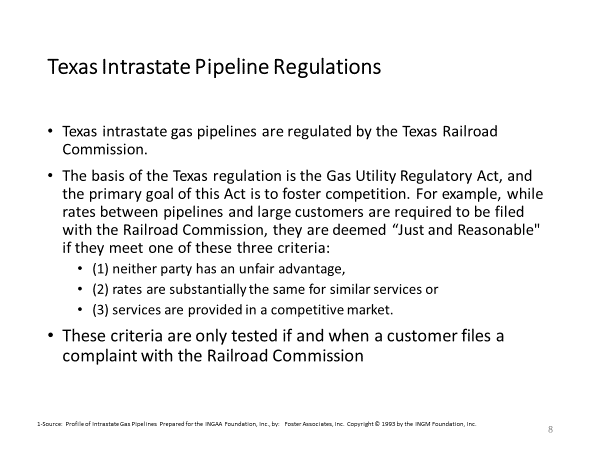 Texas Intrastate Pipeline Regulations
• Texas intrastate gas pipelines are regulated by the Texas Railroad
Commission.
• The basis of the Texas regulation is the Gas Utility Regulatory Act, and
the primary goal of this Act is to foster competition. For example, while
rates between pipelines and large customers are required to be filed
with the Railroad Commission, they are deemed “Just and Reasonable"
if they meet one of these three criteria:
• (1) neither party has an unfair advantage,
• (2) rates are substantially the same for similar services or
• (3) services are provided in a competitive market.
• These criteria are only tested if and when a customer files a
complaint with the Railroad Commission
1-Source: Profile of Intrastate Gas Pipelines Prepared for the INGAA Foundation, Inc., by: Foster Associates, Inc. Copyright © 1993 by the INGM Foundation, Inc.
8